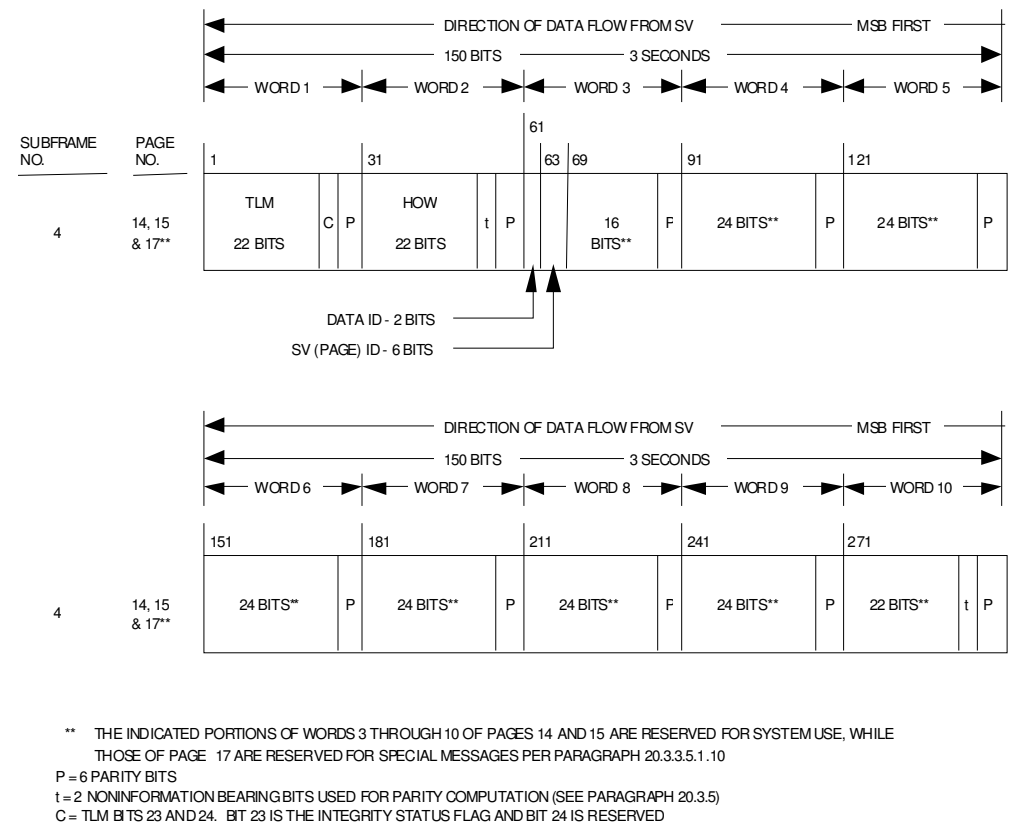 DIRECTION OF DATA FLOW FROM SV MSB FIRST
150 BITS 3 SECONDS
WORD 1 WORD 2 WORD 3 WORD 4 WORD 5
SUBFRAME NO.
PAGE NO.
61
1 31 63 69 91 121
4
14, 15 & 17**
TLM
22 BITS
C
P
HOW
22 BITS
t
P
16 BITS**
P
24 BITS**
P
24 BITS**
P
DATA ID - 2 BITS
SV (PAGE) ID - 6 BITS
DIRECTION OF DATA FLOW FROM SV MSB FIRST
150 BITS 3 SECONDS
WORD 6 WORD 7 WORD 8 WORD 9 WORD 10
151 181 211 241 271
4
14, 15 & 17**
24 BITS**
P
24 BITS**
P
24 BITS**
P
24 BITS**
P
22 BITS**
t
P
** THE INDICATED PORTIONS OF WORDS 3 THROUGH 10 OF PAGES 14 AND 15 ARE RESERVED FOR SYSTEM USE, WHILE
THOSE OF PAGE 17 ARE RESERVED FOR SPECIAL MESSAGES PER PARAGRAPH 20.3.3.5.1.10
P = 6 PARITY BITS
t = 2 NONINFORMATION BEARING BITS USED FOR PARITY COMPUTATION (SEE PARAGRAPH 20.3.5)
C = TLM BITS 23 AND 24. BIT 23 IS THE INTEGRITY STATUS FLAG AND BIT 24 IS RESERVED